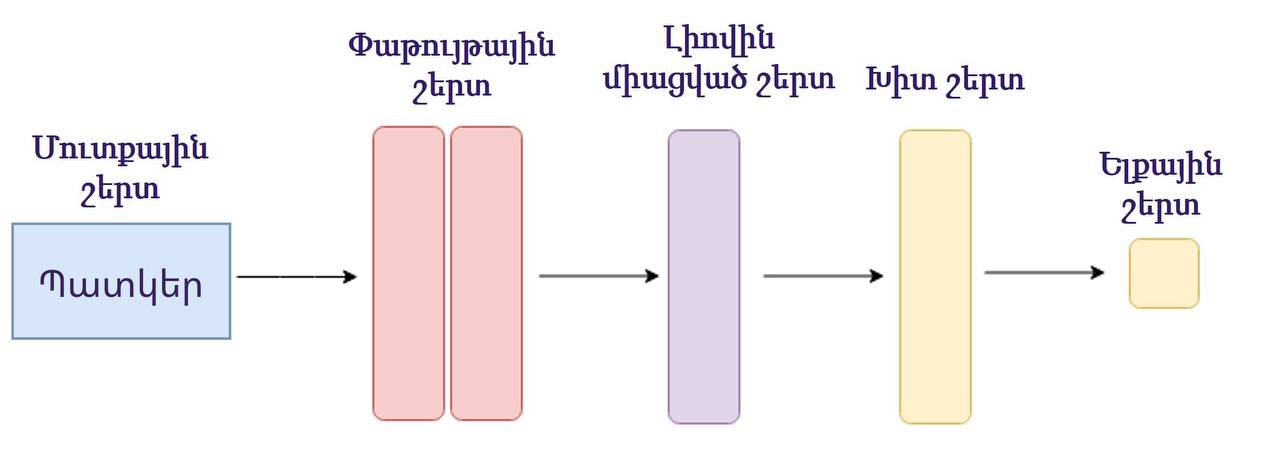 Մուտքային
շերտ
Պատկեր
Փաթույթային
շերտ
Լիովին
միացված շերտ
Խիտ շերտ
Ելքային
շերտ